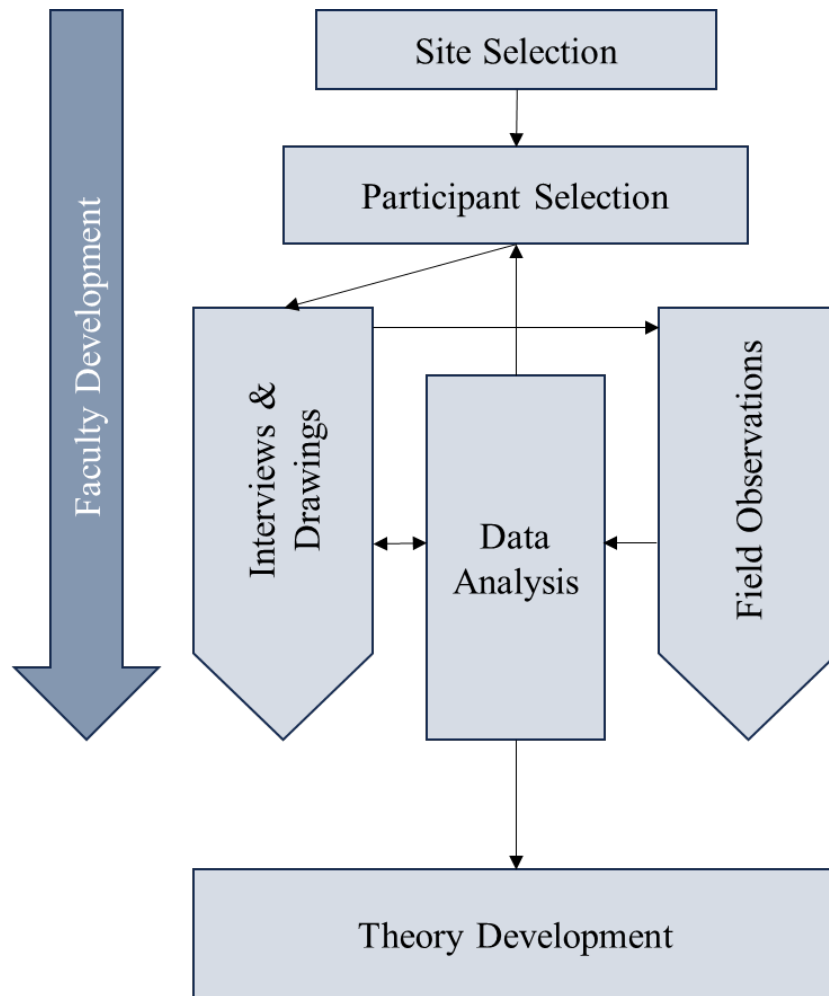 Site Selection
Participant Selection
Faculty Development
Interviews &
Drawings
Data
Analysis
Field Observations
Theory Development